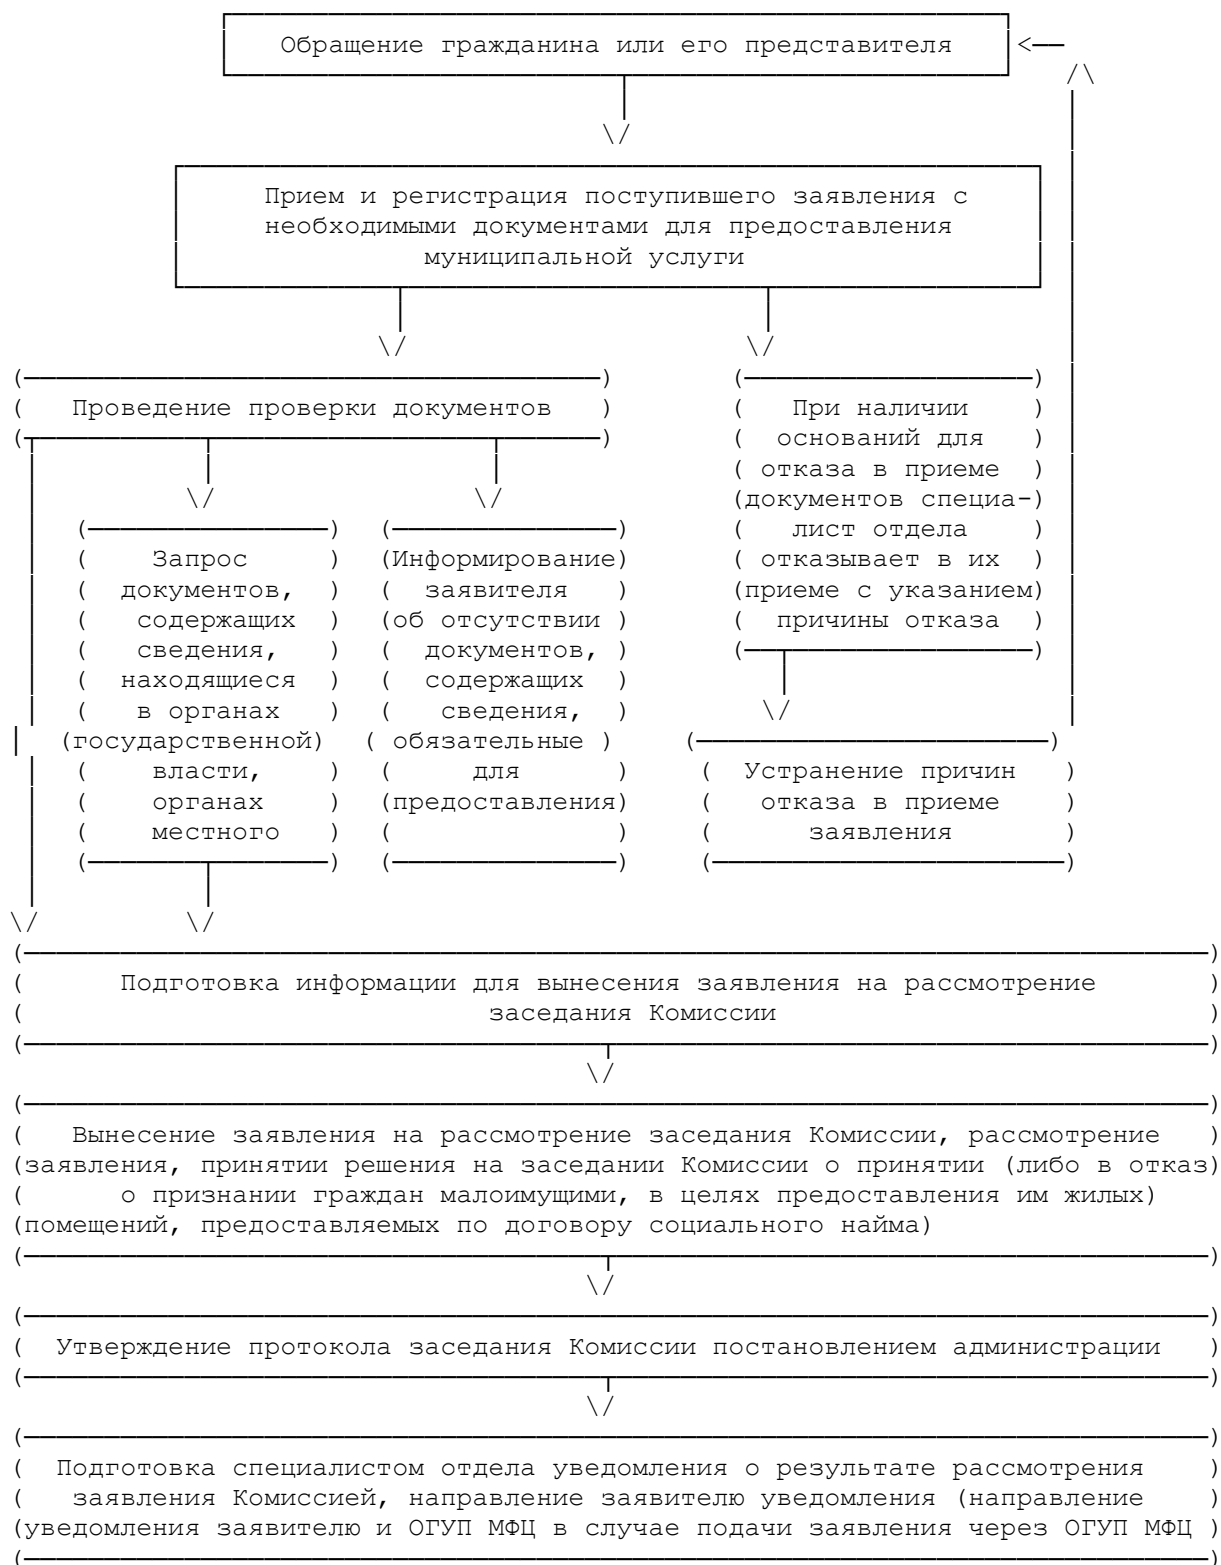 Обращение гражданина или его представителя
Прием и регистрация поступившего заявления с
необходимыми документами для предоставления
муниципальной услуги
Проведение проверки документов
Запрос
документов,
содержащих
сведения,
находящиеся
в органах
(государственной)
власти,
органах
местного
(Информирование)
заявителя
(об отсутствии )
документов,
содержащих
сведения,
обязательные
для
(предоставления)
При наличии
оснований для
отказа в приеме
(документов специа-)
лист отдела
отказывает в их
(приеме с указанием)
причины отказа
Устранение причин
отказа в приеме
заявления
Подготовка информации для вынесения заявления на рассмотрение
заседания Комиссии
Вынесение заявления на рассмотрение заседания Комиссии, рассмотрение
(заявления, принятии решения на заседании Комиссии о принятии (либо в отказ)
о признании граждан малоимущими, в целях предоставления им жилых)
(помещений, предоставляемых по договору социального найма)
Утверждение протокола заседания Комиссии постановлением администрации
Подготовка специалистом отдела уведомления о результате рассмотрения
заявления Комиссией, направление заявителю уведомления (направление
(уведомления заявителю и ОГУП МФЦ в случае подачи заявления через ОГУП МФЦ )